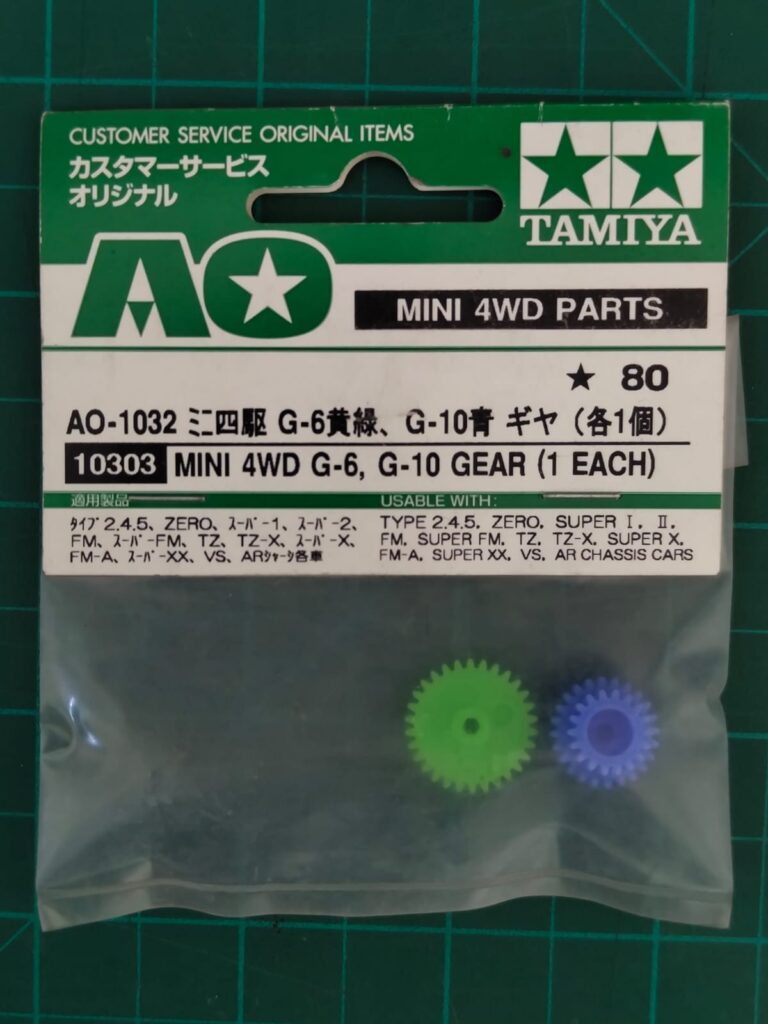 CUSTOMER SERVICE ORIGINAL ITEMS
カスタマーサービス
オリジナル
TAMIYA
AO
MINI 4WD PARTS
★ 80
AO-1032 ミニ四駆 G-6黄緑、G-10青 ギヤ（各1個）
10303 MINI 4WD G-6, G-10 GEAR (1 EACH)
適用製品
ﾀｲﾌﾟ 2.4.5、ZERO、ｽｰﾊﾟｰ1、ｽｰﾊﾟｰ2、
FM、ｽｰﾊﾟｰFM、TZ、TZ-X、ｽｰﾊﾟｰX、
FM-A、ｽｰﾊﾟｰXX、VS、ARｼｬｰｼ各車
USABLE WITH:
TYPE 2.4.5. ZERO. SUPER I. II.
FM. SUPER FM. TZ. TZ-X. SUPER X.
FM-A. SUPER XX. VS. AR CHASSIS CARS